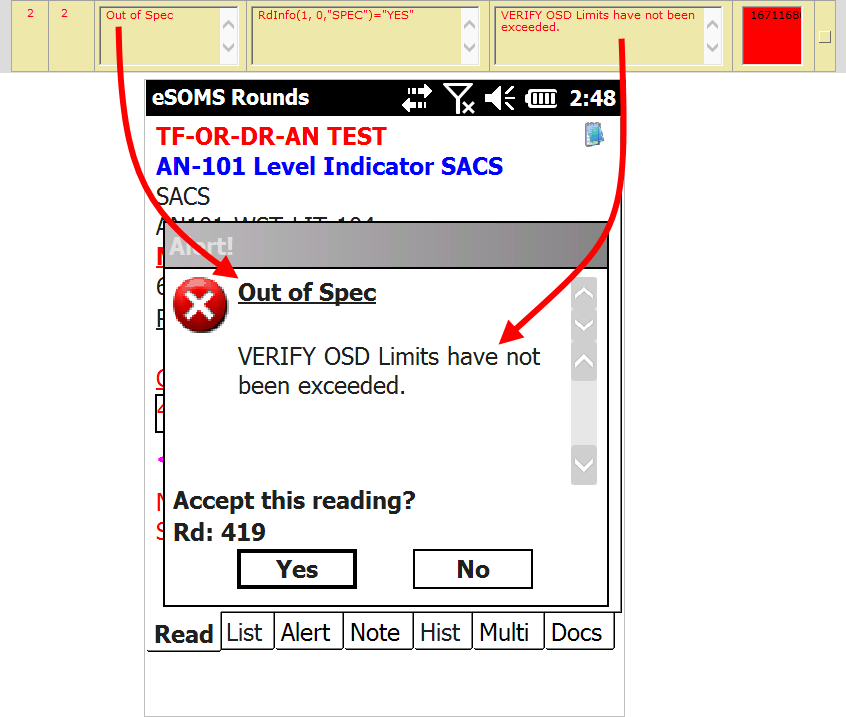 2 2 Out of Spec RdInfo(1, 0,"SPEC")="YES" VERIFY OSD Limits have not been
exceeded.
eSOMS Rounds 2:48
TF-OR-DR-AN TEST
AN-101 Level Indicator SACS
SACS
Alert!
Out of Spec
VERIFY OSD Limits have not
been exceeded.
Accept this reading?
Rd: 419
Yes No
Read List Alert Note Hist Multi Docs